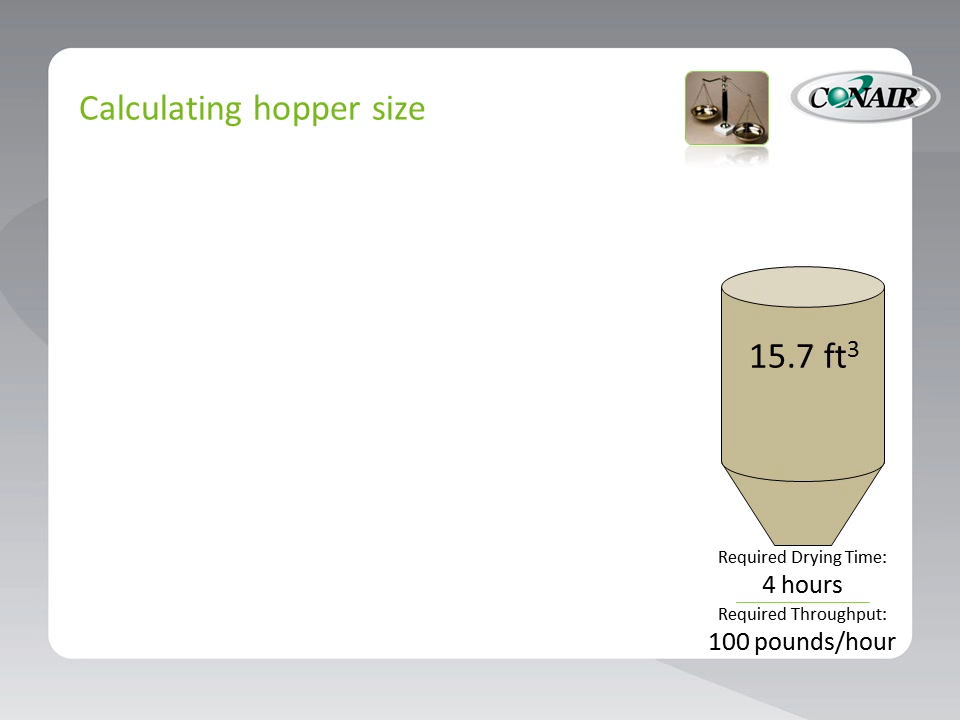 Calculating hopper size
CONAIR
15.7 ft³
Required Drying Time:
4 hours
Required Throughput:
100 pounds/hour